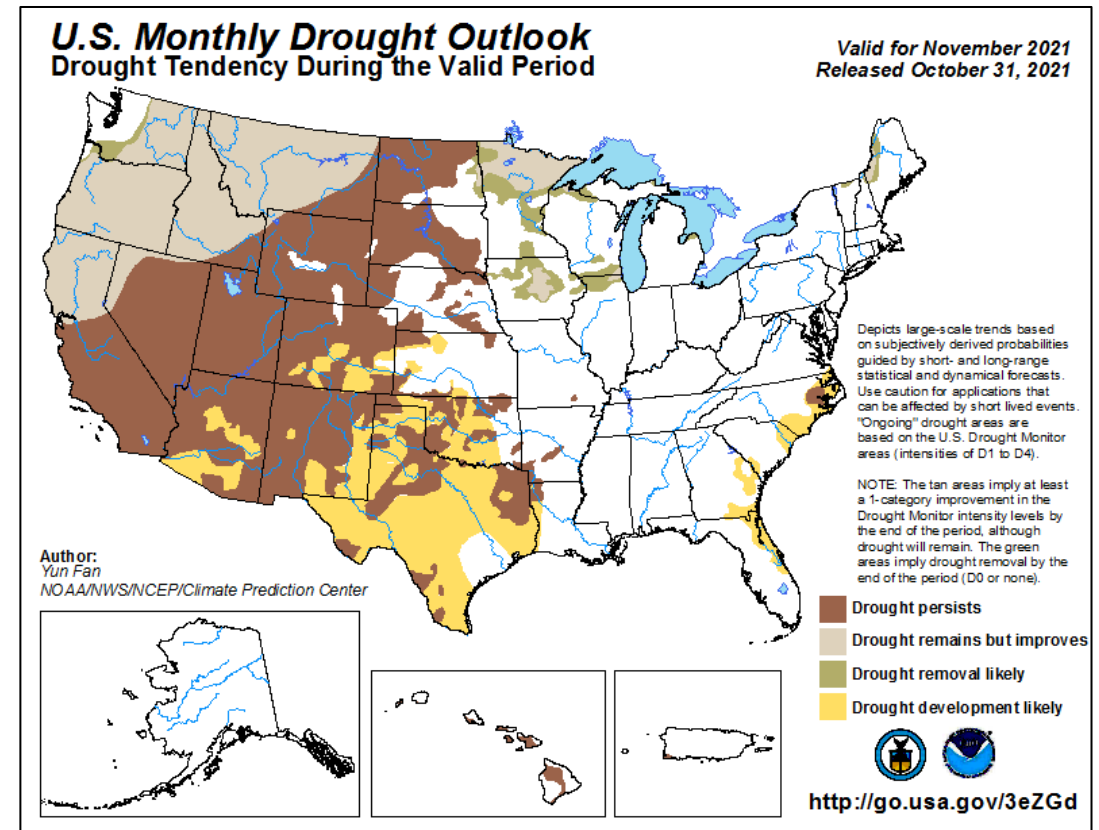 U.S. Monthly Drought Outlook
Drought Tendency During the Valid Period
Valid for November 2021
Released October 31, 2021
Depicts large-scale trends based
on subjectively derived probabilities
guided by short- and long-range
statistical and dynamical forecasts.
Use caution for applications that
can be affected by short lived events.
"Ongoing" drought areas are
based on the U.S. Drought Monitor
areas (intensities of D1 to D4).
NOTE: The tan areas imply at least
a 1-category improvement in the
Drought Monitor intensity levels by
the end of the period, although
drought will remain. The green
areas imply drought removal by the
end of the period (D0 or none).
Author:
Yun Fan
NOAA/NWS/NCEP/Climate Prediction Center
Drought persists
Drought remains but improves
Drought removal likely
Drought development likely
http://go.usa.gov/3eZGd